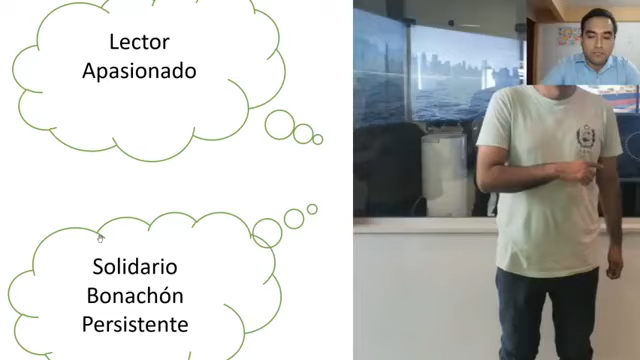 Lector
Apasionado
Solidario
Bonachón
Persistente